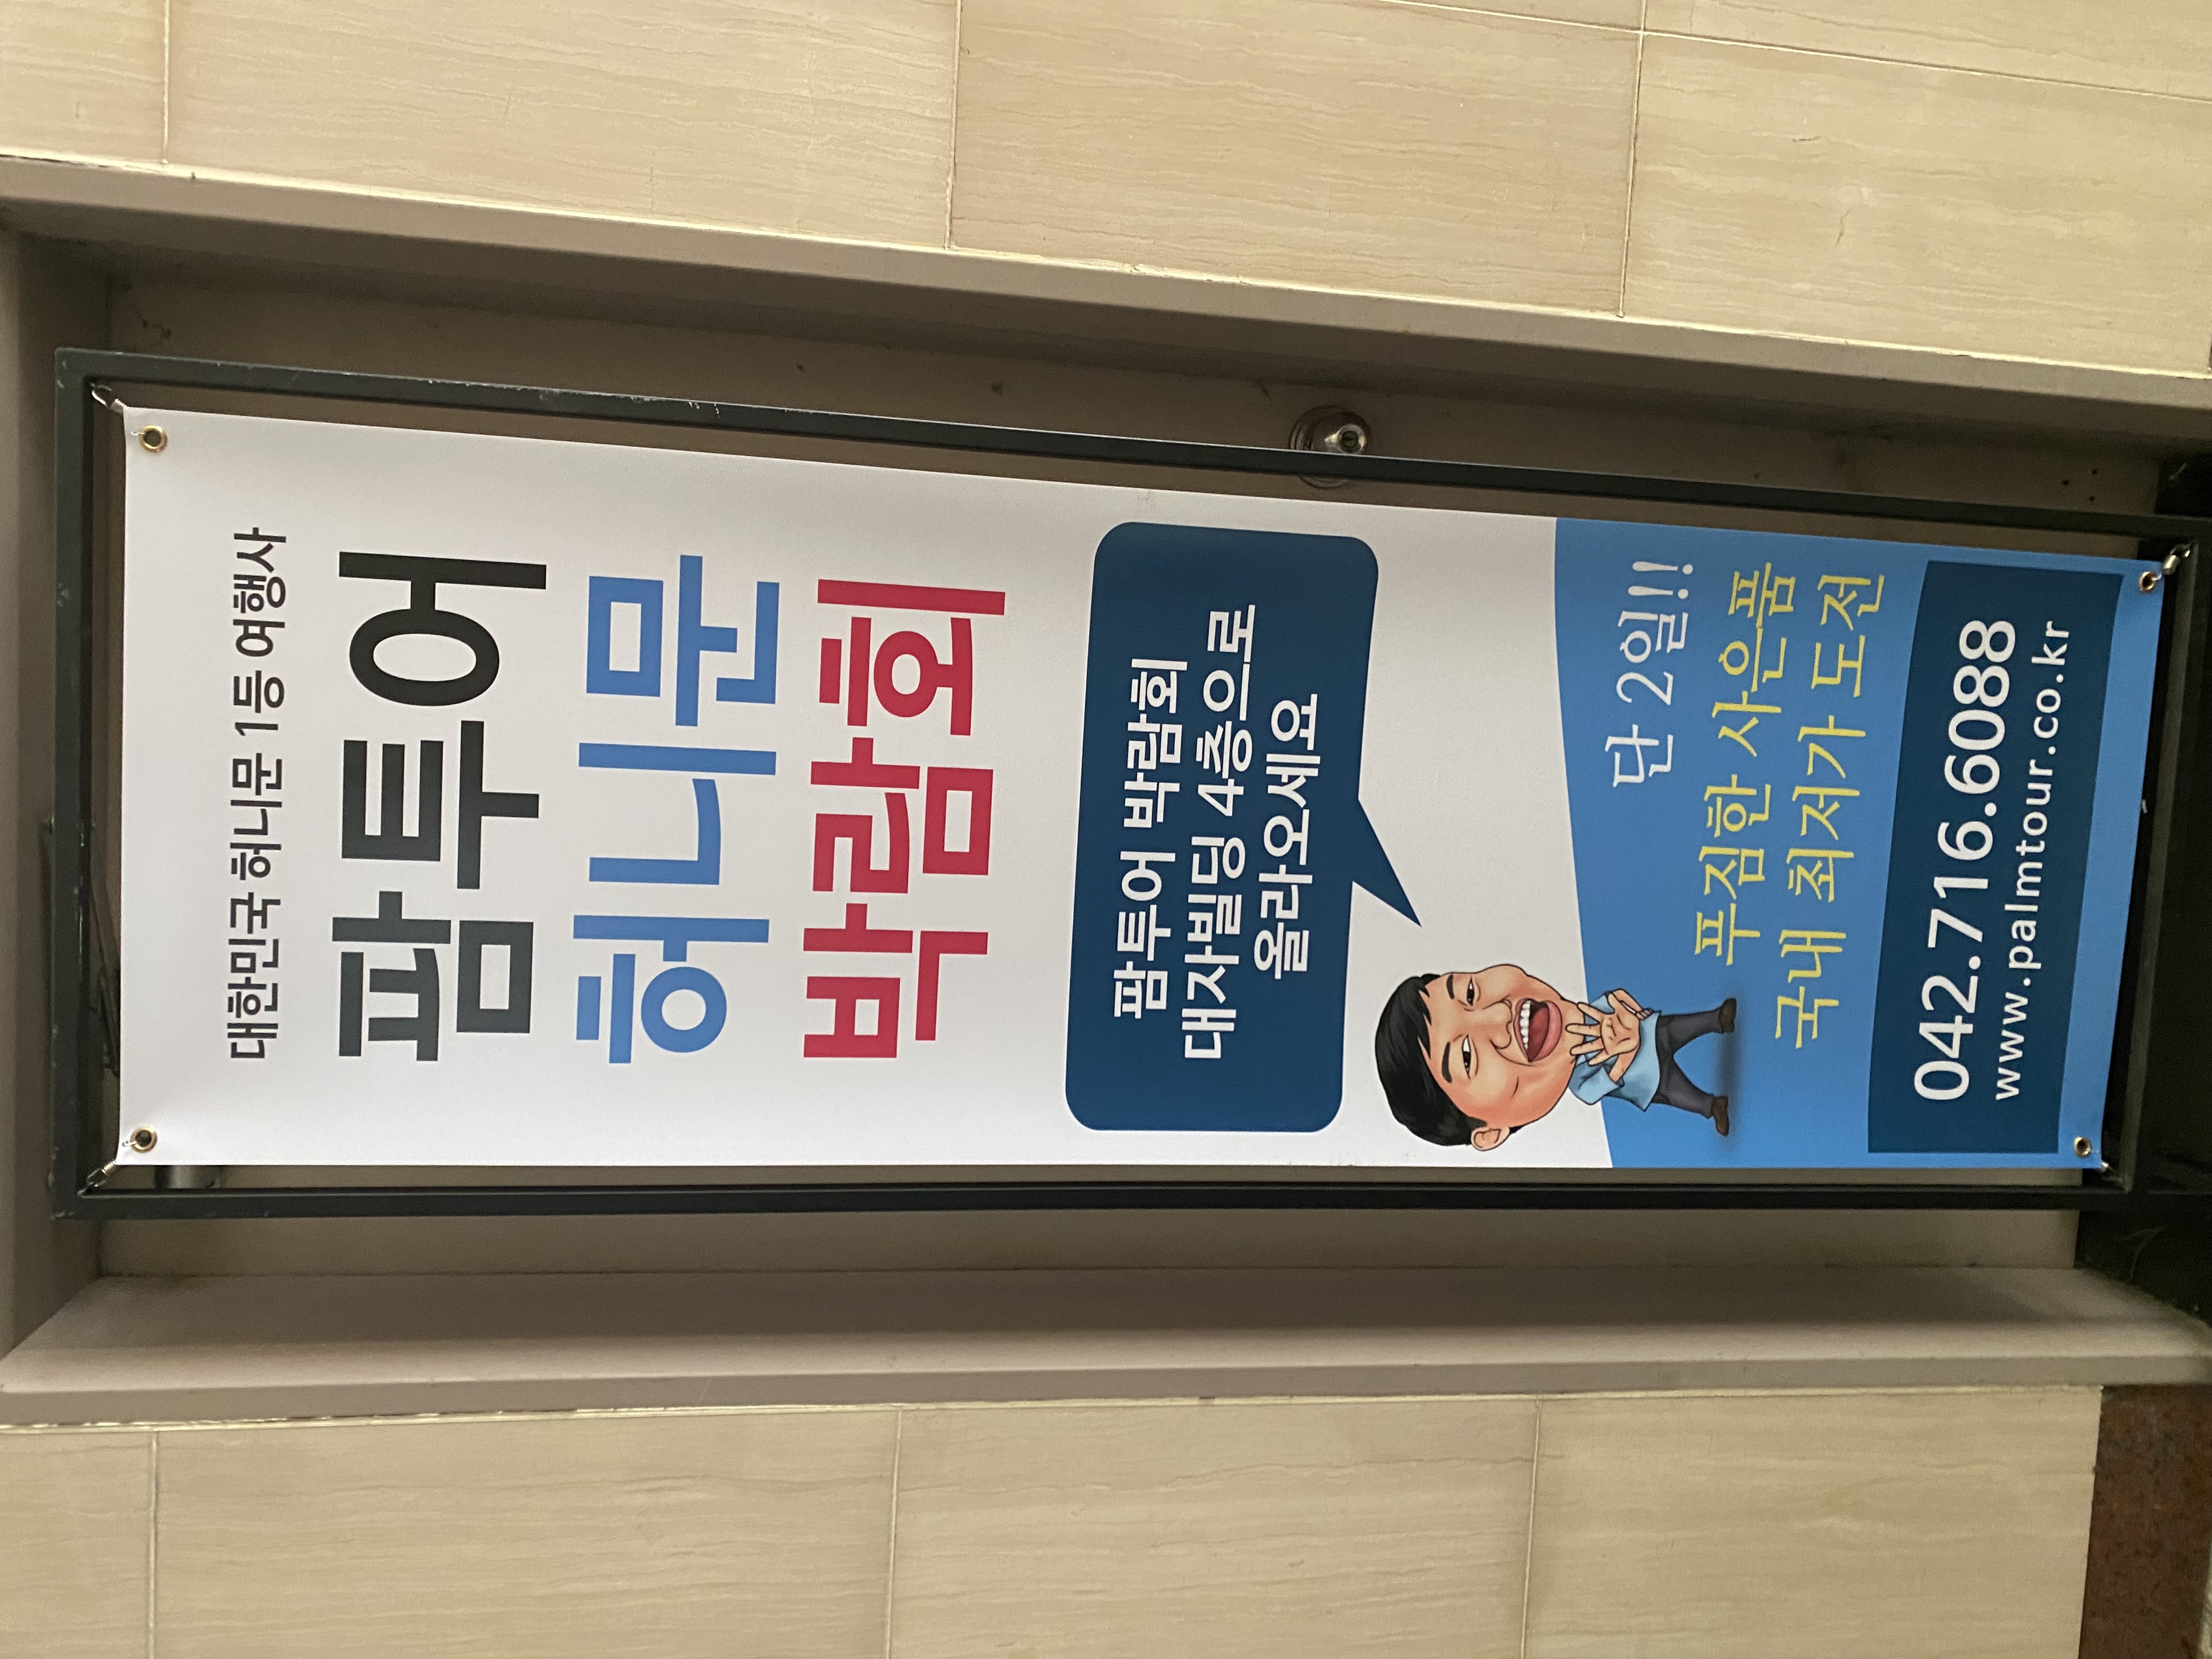 대한민국 허니문 1등 여행사
팜투어
허니문
박람회
팜투어 박람회
대자빌딩 4층으로
올라오세요
단 2일!!
푸짐한 사은품
국내 최저가 도전
042.716.6088
www.palmtour.co.kr